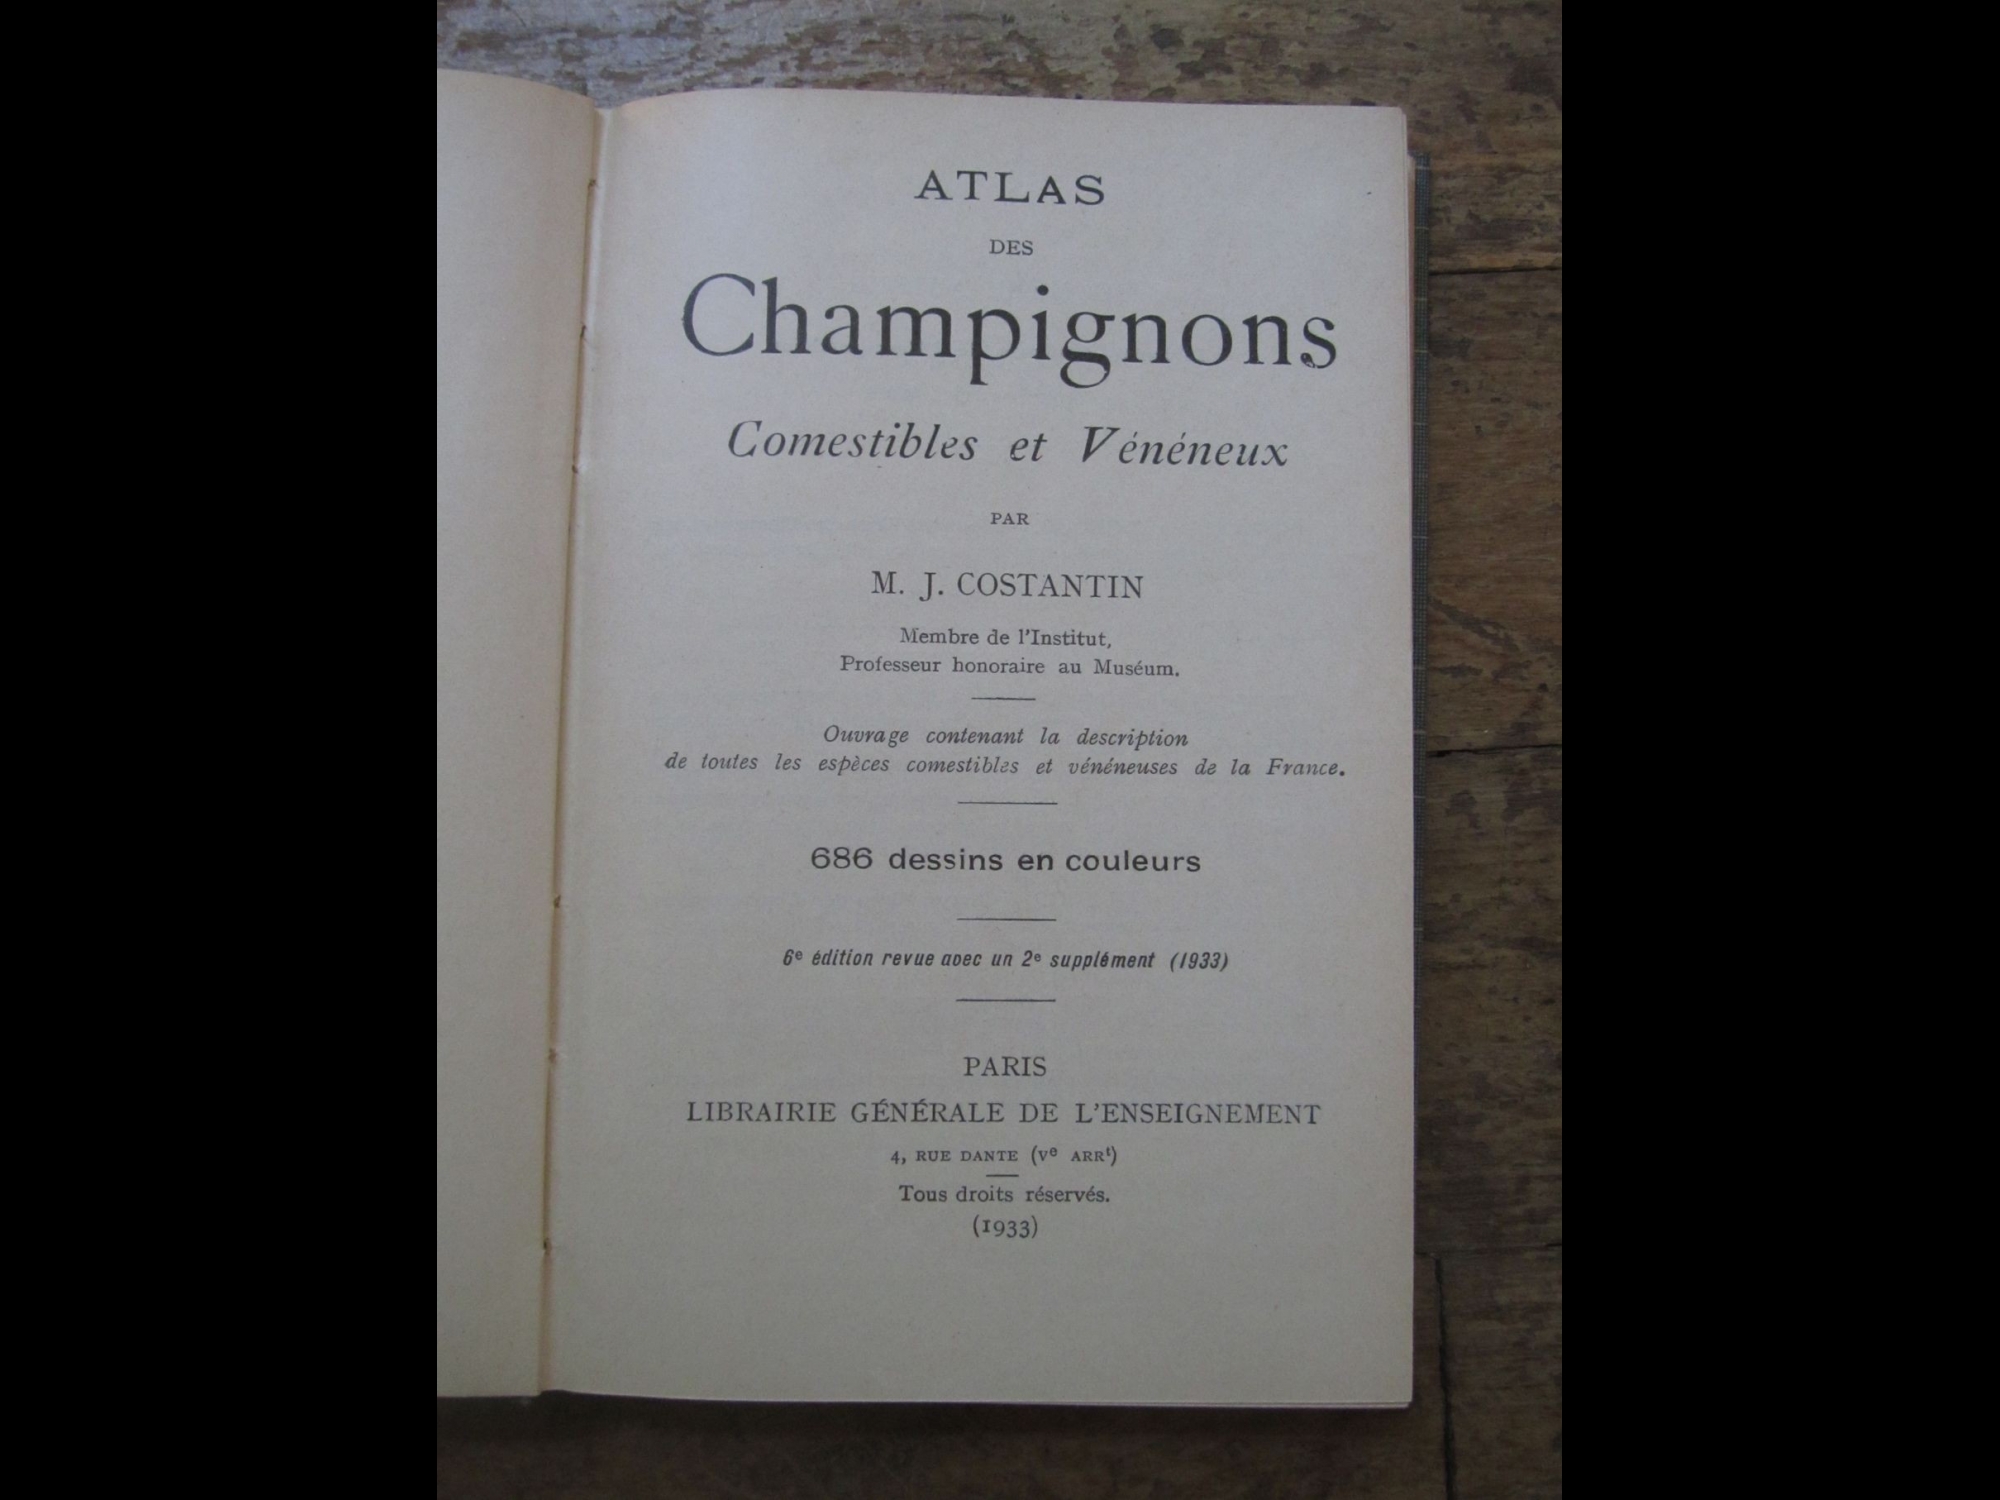 ATLAS
DES
Champignons
Comestibles et Vénéneux
PAR
M. J. COSTANTIN
Membre de l'Institut,
Professeur honoraire au Muséum.
Ouvrage contenant la description
de toutes les espèces comestibles et vénéneuses de la France.
686 dessins en couleurs
6e édition revue avec un 2e supplément (1933)
PARIS
LIBRAIRIE GÉNÉRALE DE L'ENSEIGNEMENT
4, RUE DANTE (Ve ARRt)
Tous droits réservés.
(1933)